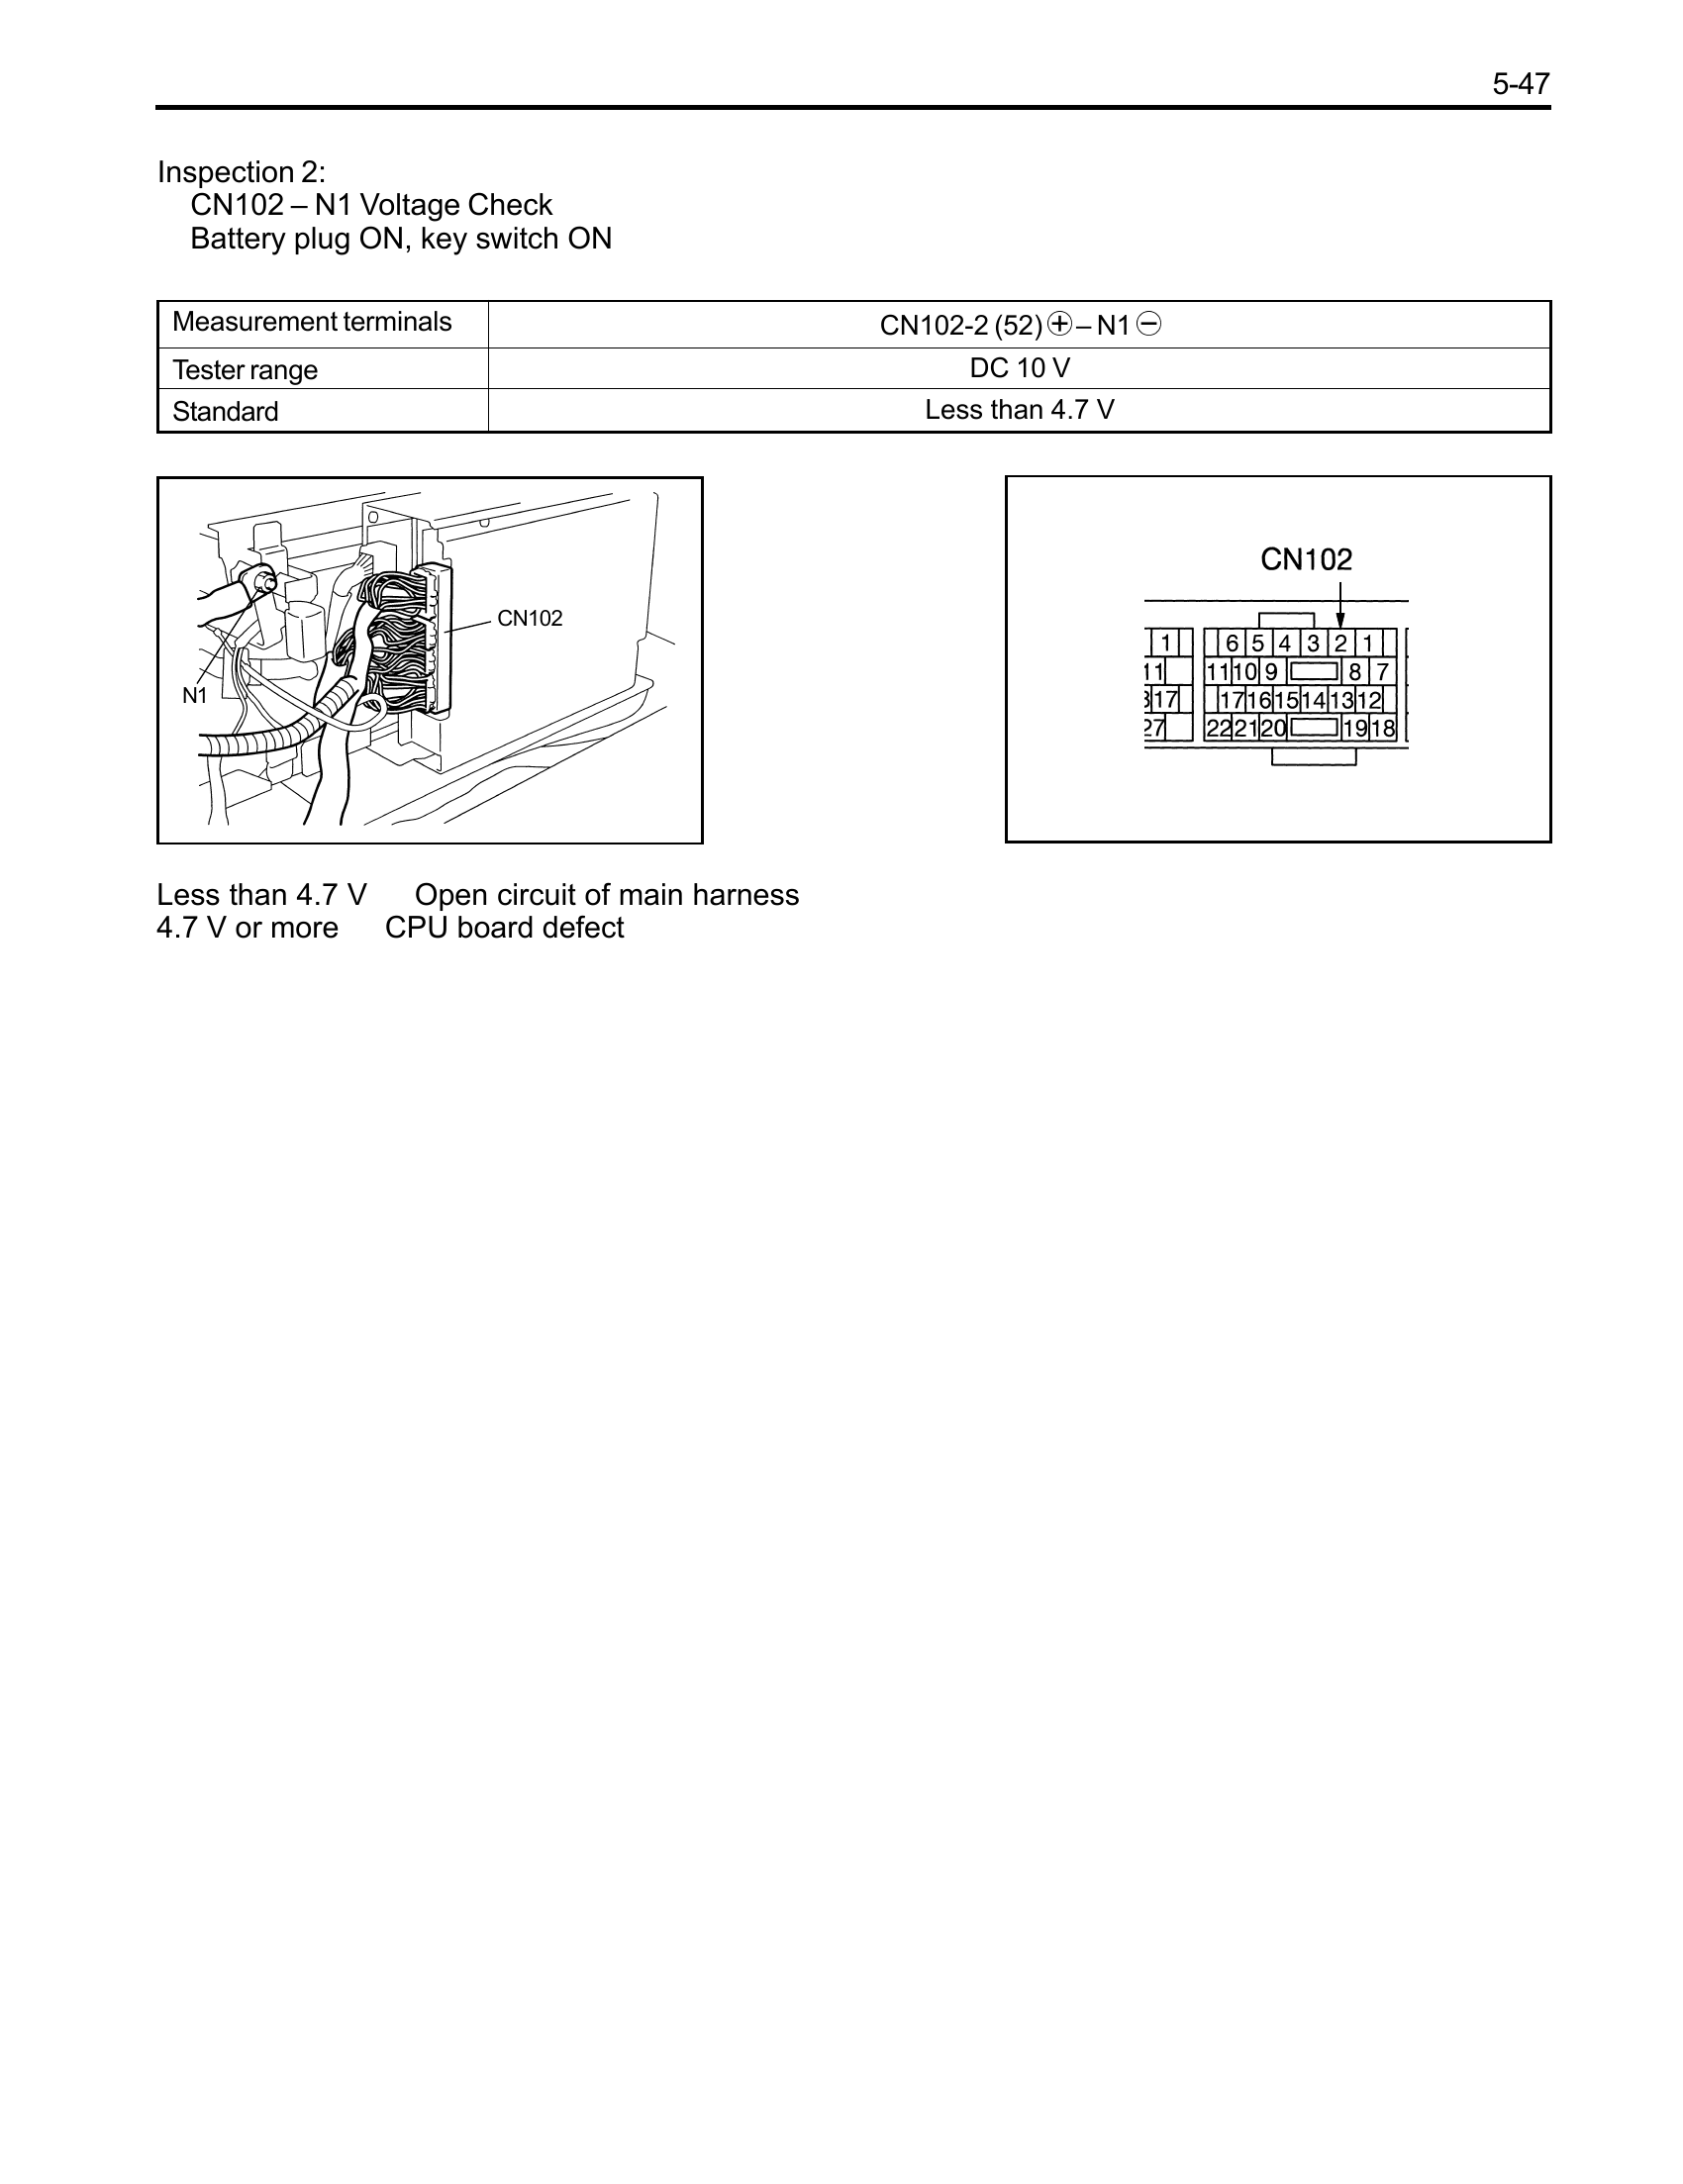 5-47
Inspection 2:
CN102 – N1 Voltage Check
Battery plug ON, key switch ON
Measurement terminals CN102-2 (52) ⊕ – N1 ⊖
Tester range DC 10 V
Standard Less than 4.7 V
CN102
N1
CN102
1 6 5 4 3 2 1
11 11 10 9 8 7
17 17 16 15 14 13 12
27 22 21 20 19 18
Less than 4.7 V Open circuit of main harness
4.7 V or more CPU board defect